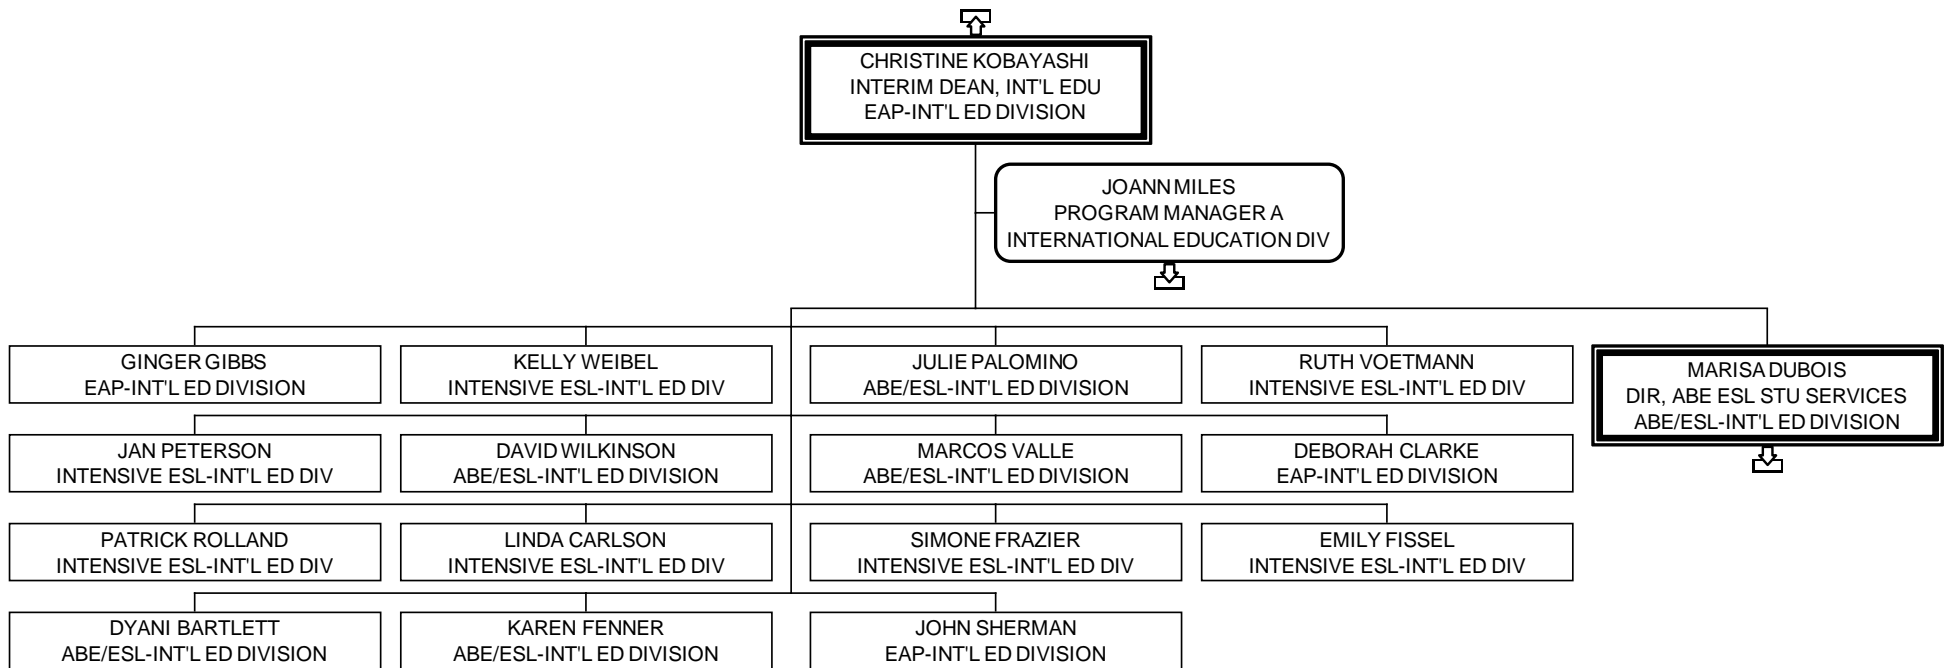 CHRISTINE KOBAYASHI
INTERIM DEAN, INT'L EDU
EAP-INT'L ED DIVISION
JOANN MILES
PROGRAM MANAGER A
INTERNATIONAL EDUCATION DIV
GINGER GIBBS
EAP-INT'L ED DIVISION
KELLY WEIBEL
INTENSIVE ESL-INT'L ED DIV
JULIE PALOMINO
ABE/ESL-INT'L ED DIVISION
RUTH VOETMANN
INTENSIVE ESL-INT'L ED DIV
MARISA DUBOIS
DIR, ABE ESL STU SERVICES
ABE/ESL-INT'L ED DIVISION
JAN PETERSON
INTENSIVE ESL-INT'L ED DIV
DAVID WILKINSON
ABE/ESL-INT'L ED DIVISION
MARCOS VALLE
ABE/ESL-INT'L ED DIVISION
DEBORAH CLARKE
EAP-INT'L ED DIVISION
PATRICK ROLLAND
INTENSIVE ESL-INT'L ED DIV
LINDA CARLSON
INTENSIVE ESL-INT'L ED DIV
SIMONE FRAZIER
INTENSIVE ESL-INT'L ED DIV
EMILY FISSEL
INTENSIVE ESL-INT'L ED DIV
DYANI BARTLETT
ABE/ESL-INT'L ED DIVISION
KAREN FENNER
ABE/ESL-INT'L ED DIVISION
JOHN SHERMAN
EAP-INT'L ED DIVISION